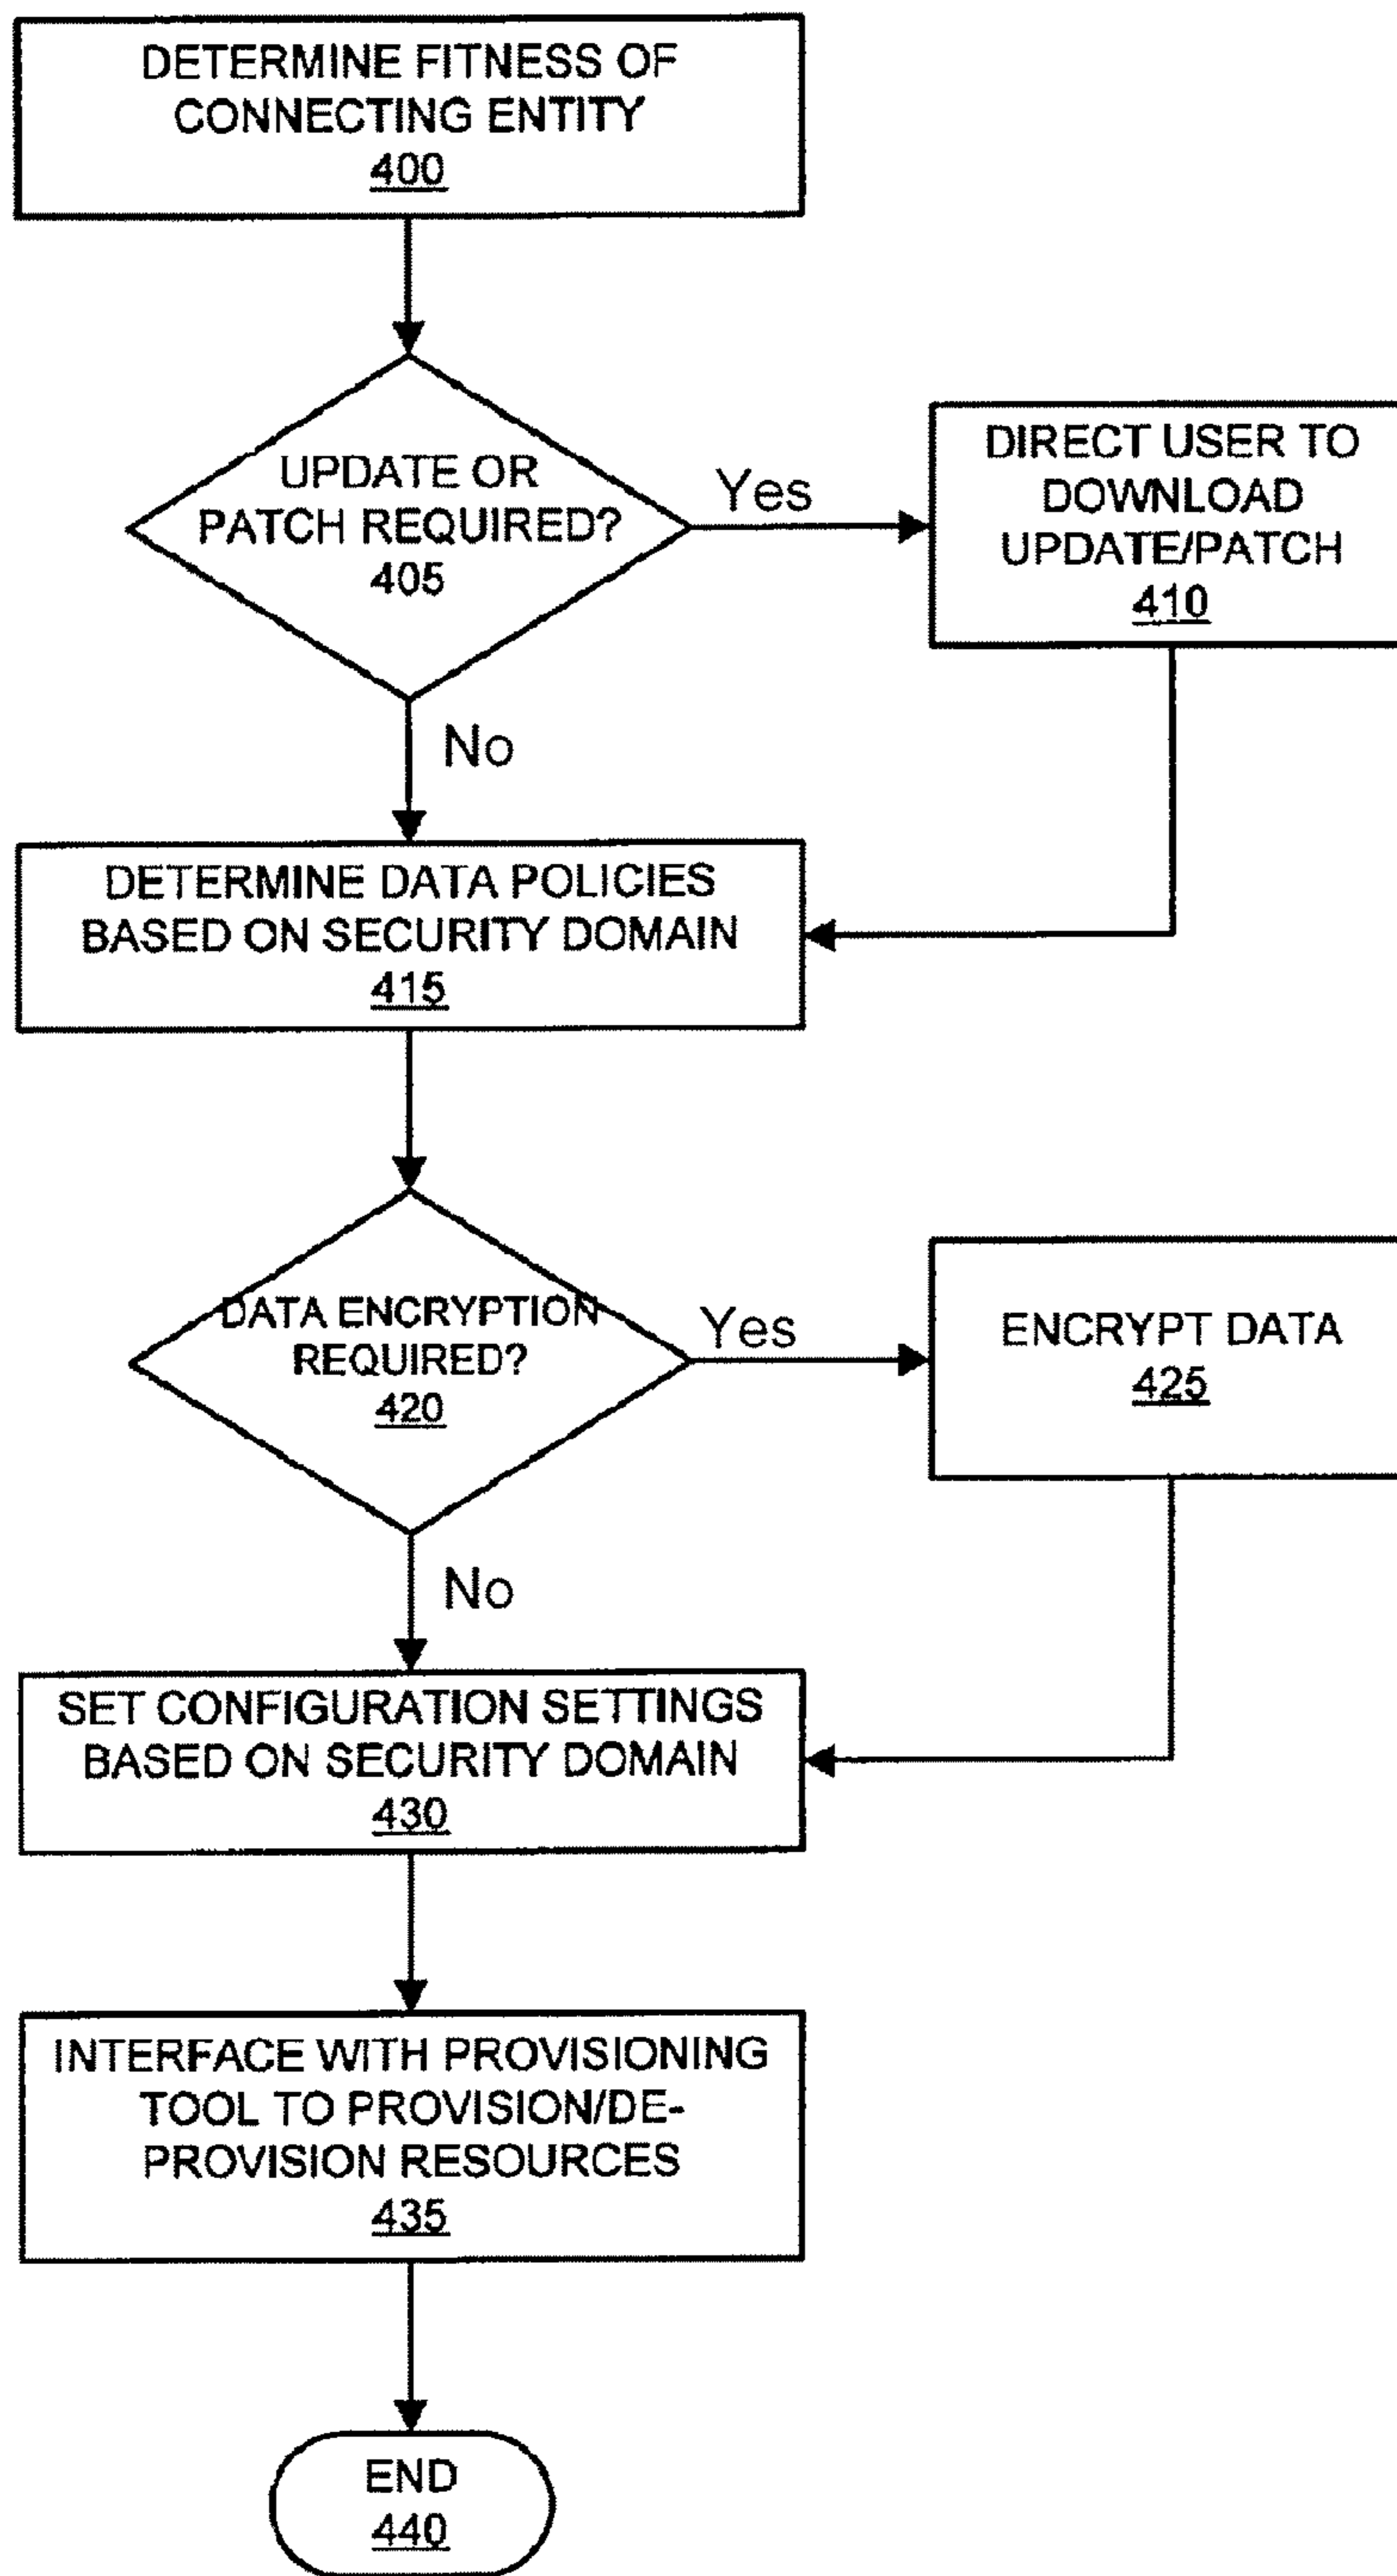 DETERMINE FITNESS OF
CONNECTING ENTITY
400
UPDATE OR
PATCH REQUIRED?
405
Yes
DIRECT USER TO
DOWNLOAD
UPDATE/PATCH
410
No
DETERMINE DATA POLICIES
BASED ON SECURITY DOMAIN
415
DATA ENCRYPTION
REQUIRED?
420
Yes
ENCRYPT DATA
425
No
SET CONFIGURATION SETTINGS
BASED ON SECURITY DOMAIN
430
INTERFACE WITH PROVISIONING
TOOL TO PROVISION/DE-
PROVISION RESOURCES
435
END
440